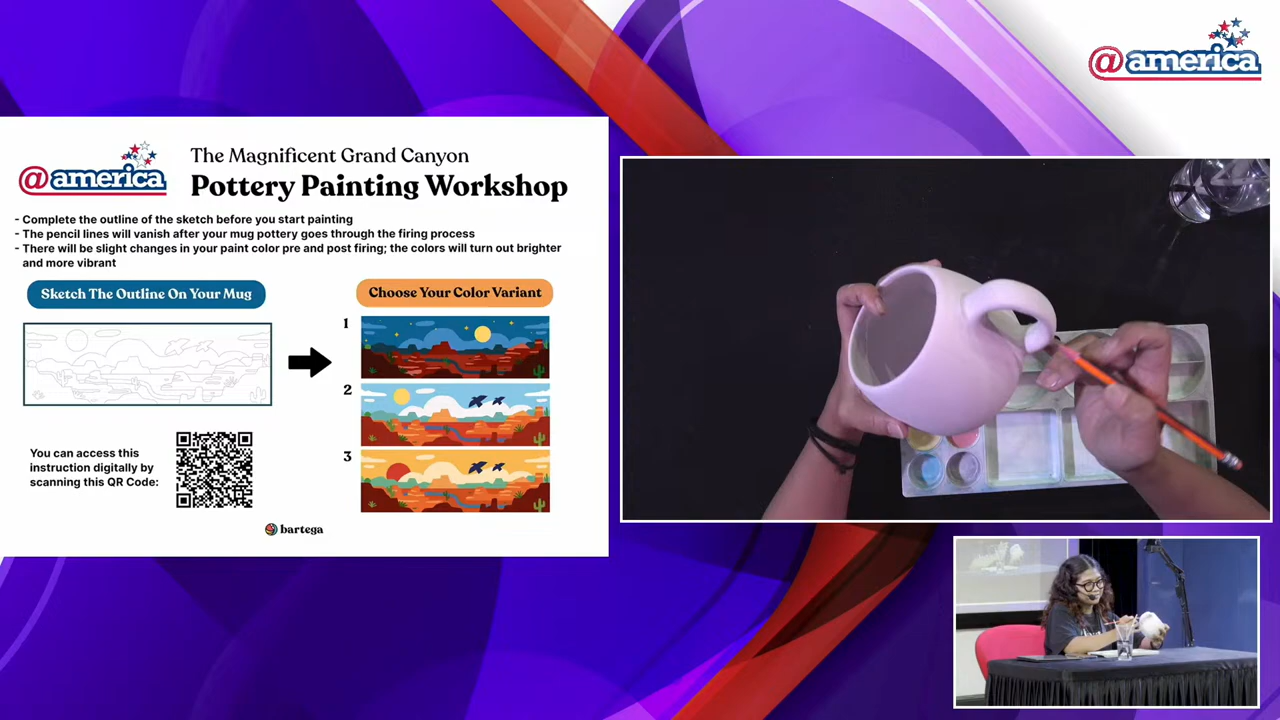 @america
@america
The Magnificent Grand Canyon
Pottery Painting Workshop
- Complete the outline of the sketch before you start painting
- The pencil lines will vanish after your mug pottery goes through the firing process
- There will be slight changes in your paint color pre and post firing; the colors will turn out brighter
and more vibrant
Sketch The Outline On Your Mug
Choose Your Color Variant
1
2
3
You can access this
instruction digitally by
scanning this QR Code:
bartega